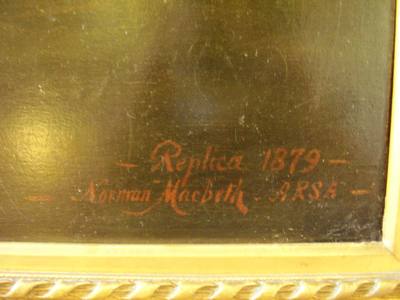 — Replica 1879 —
— Norman Macbeth . ARSA —